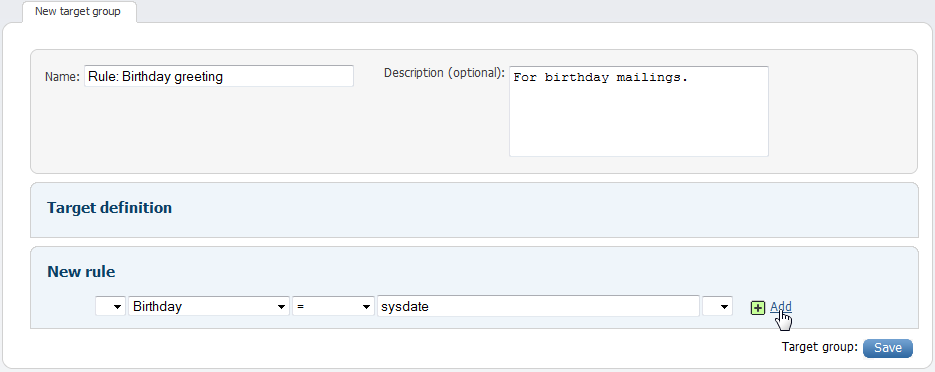 New target group
Name: Rule: Birthday greeting Description (optional): For birthday mailings.
Target definition
New rule
Birthday = sysdate Add
Target group: Save